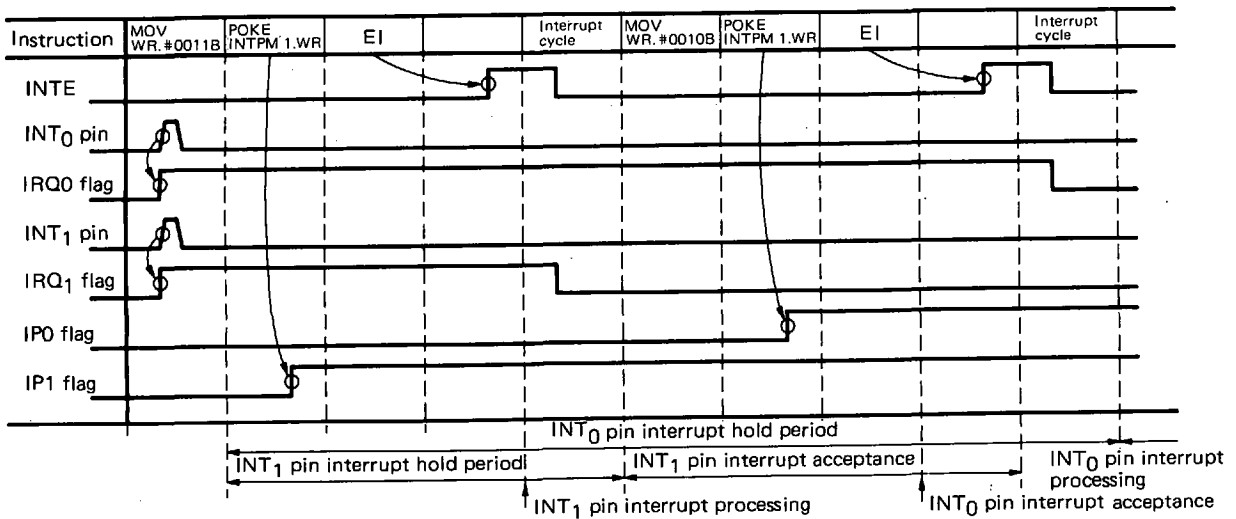 Instruction
MOV
WR. #0011B
POKE
INTPM 1.WR
EI
Interrupt
cycle
MOV
WR. #0010B
POKE
INTPM 1.WR
EI
Interrupt
cycle
INTE
INT0 pin
IRQ0 flag
INT1 pin
IRQ1 flag
IP0 flag
IP1 flag
INT0 pin interrupt hold period
INT1 pin interrupt hold period
INT1 pin interrupt acceptance
INT0 pin interrupt
processing
INT1 pin interrupt processing
INT0 pin interrupt acceptance